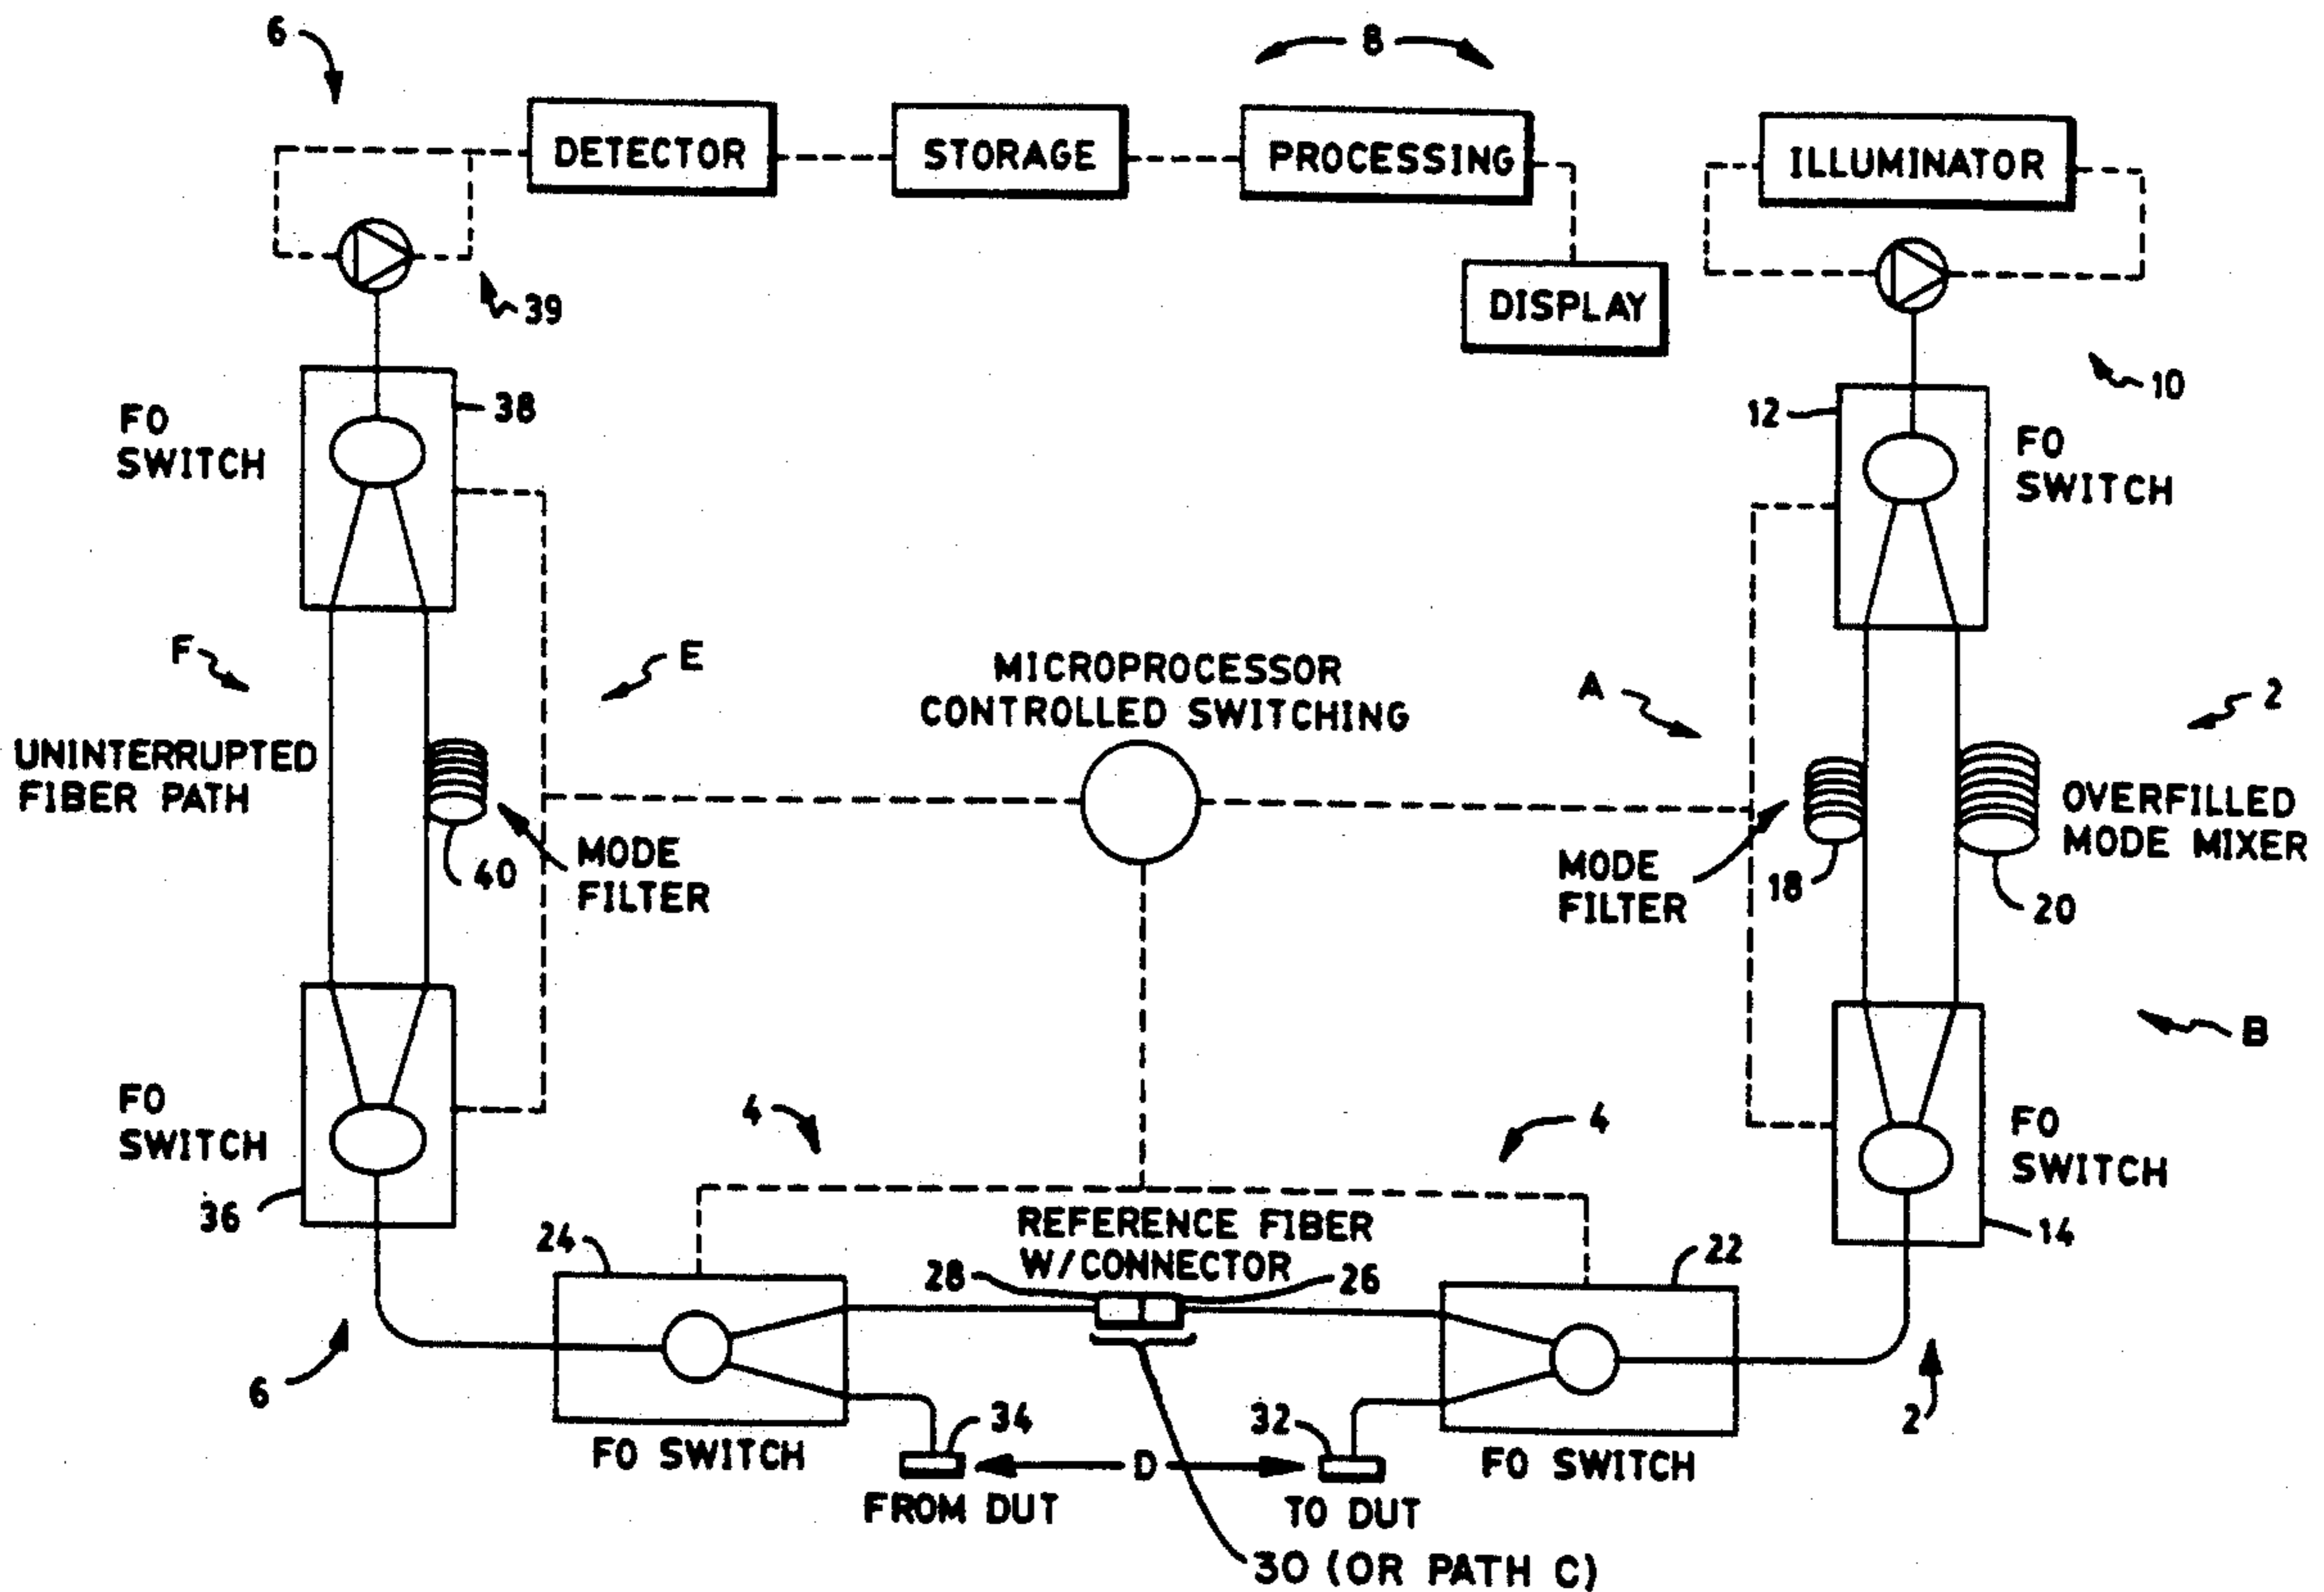 6
8
DETECTOR
STORAGE
PROCESSING
ILLUMINATOR
DISPLAY
39
10
FO
SWITCH
38
12
FO
SWITCH
F
E
MICROPROCESSOR
CONTROLLED SWITCHING
A
2
UNINTERRUPTED
FIBER PATH
40
MODE
FILTER
MODE
FILTER
18
OVERFILLED
MODE MIXER
20
B
FO
SWITCH
36
4
4
FO
SWITCH
14
24
REFERENCE FIBER
W/CONNECTOR
28
26
22
6
2
34
32
FO SWITCH
D
FO SWITCH
FROM DUT
TO DUT
30 (OR PATH C)